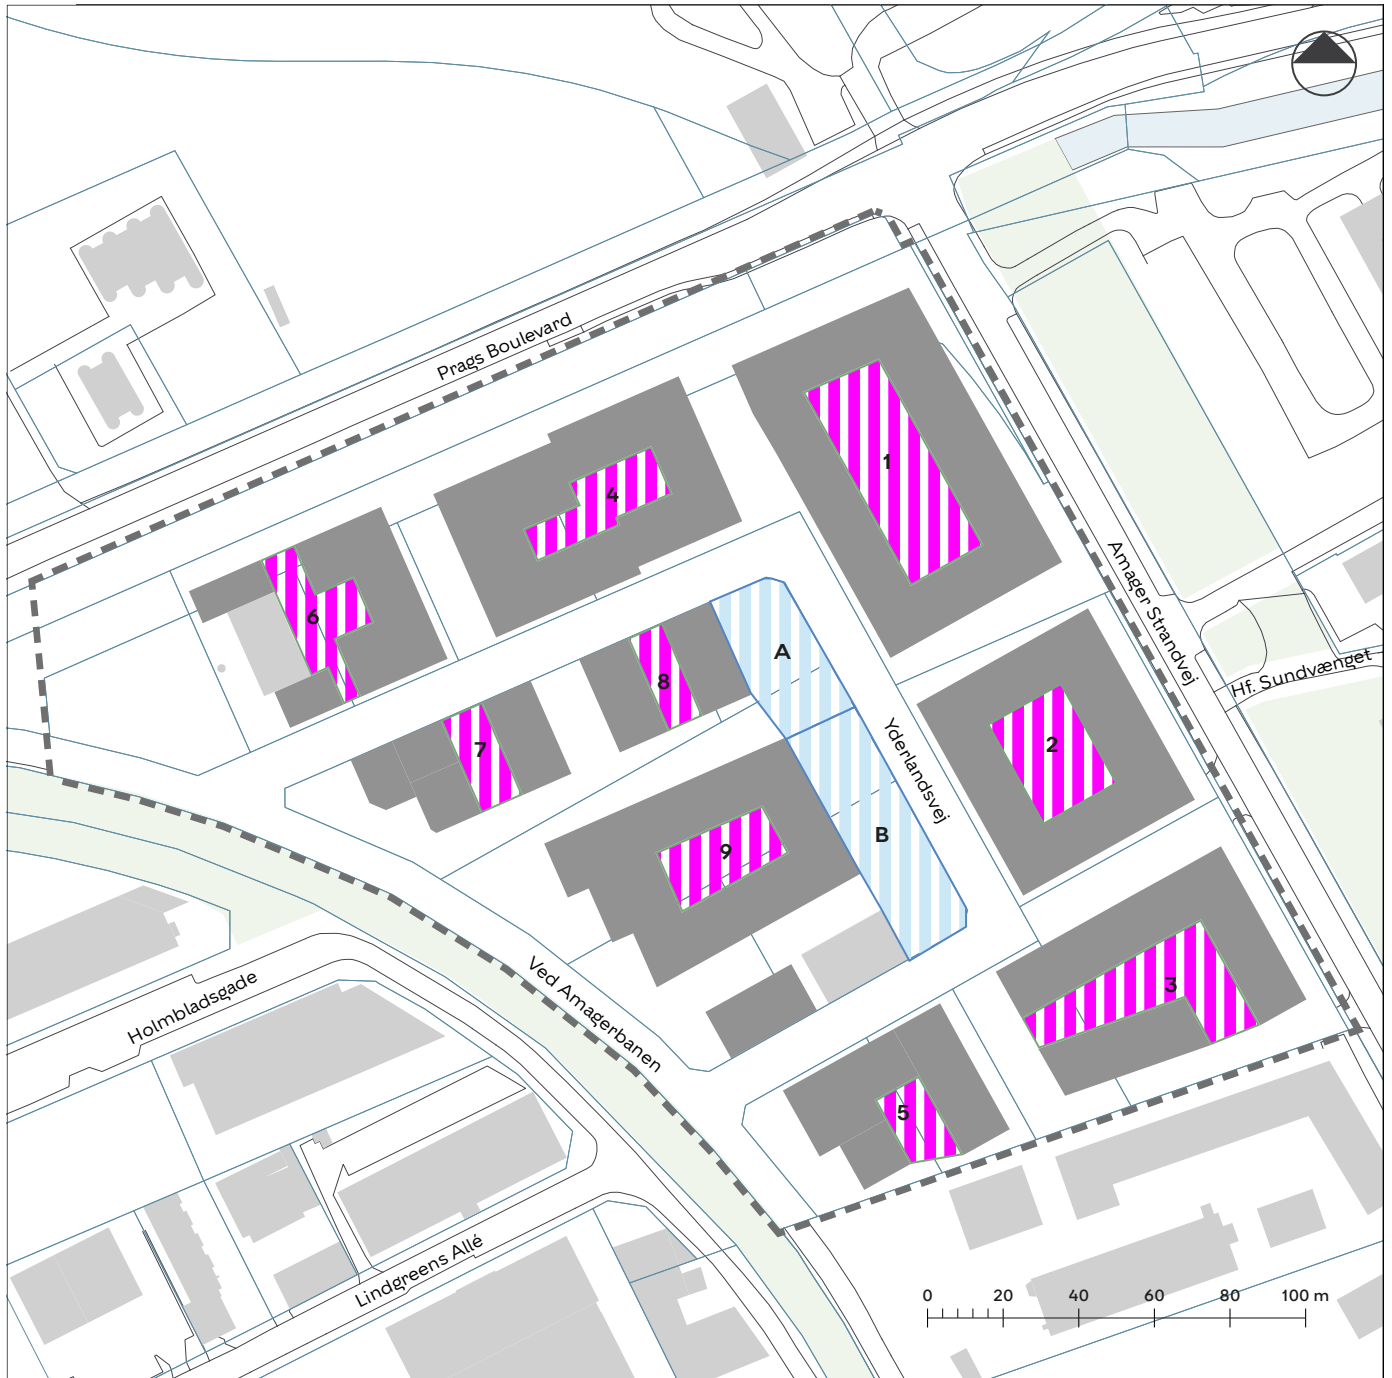 Prags Boulevard
1
4
Amager Strandvej
6
A
8
Hf. Sundvænget
7
Yderlandsvej
2
B
9
Ved Amagerbanen
3
Holmbladsgade
5
Lindgreens Allé
0 20 40 60 80 100 m